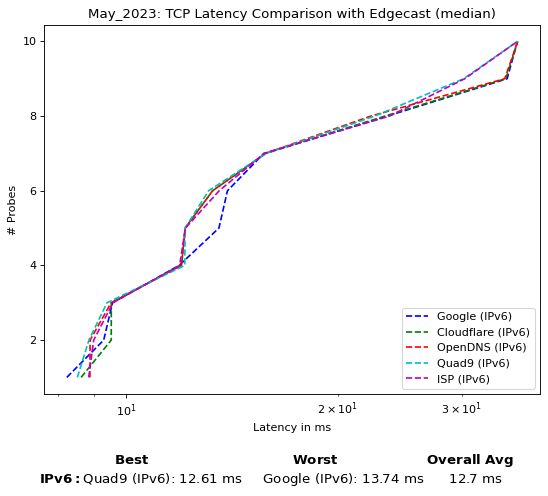 May_2023: TCP Latency Comparison with Edgecast (median)
10
8
6
4
2
# Probes
Google (IPv6)
Cloudflare (IPv6)
OpenDNS (IPv6)
Quad9 (IPv6)
ISP (IPv6)
10¹ 2×10¹ 3×10¹
Latency in ms
Best Worst Overall Avg
IPv6: Quad9 (IPv6): 12.61 ms Google (IPv6): 13.74 ms 12.7 ms